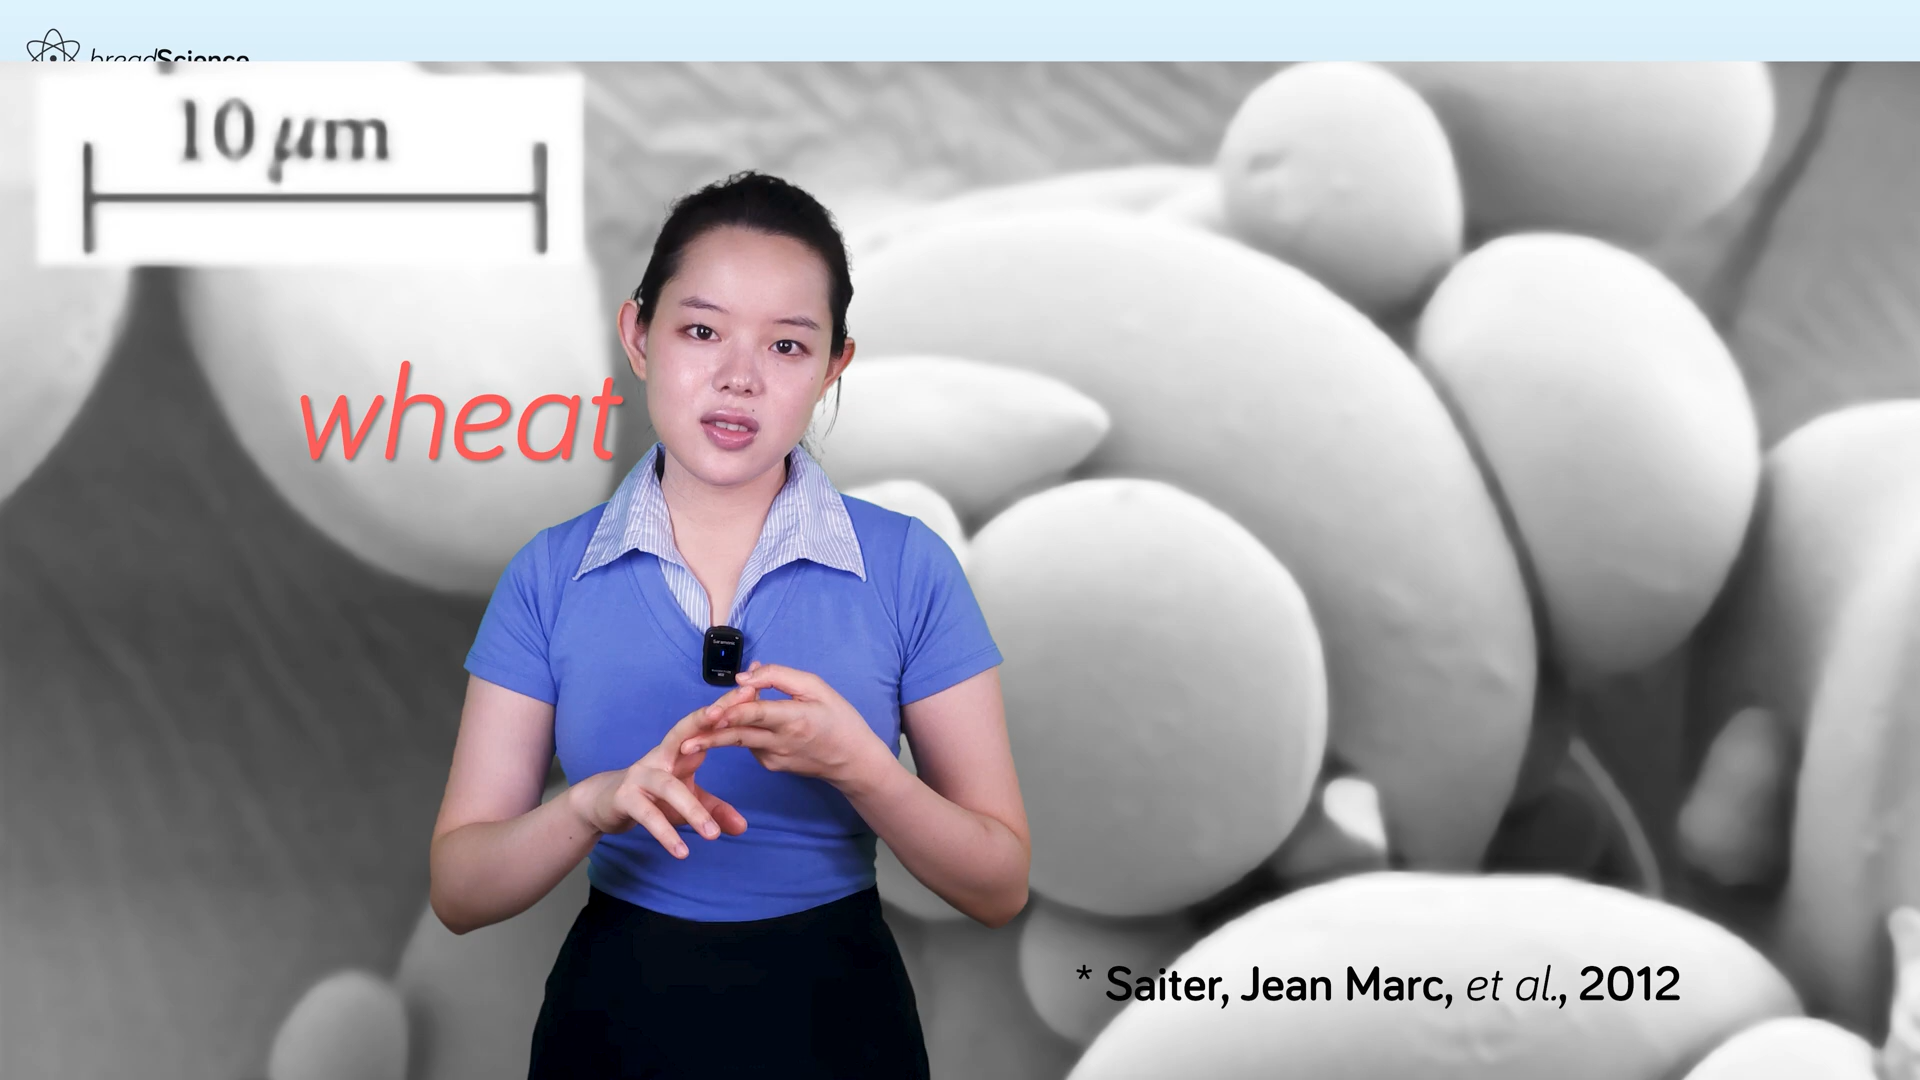 breadScience
10 µm
wheat
* Saiter, Jean Marc, et al., 2012